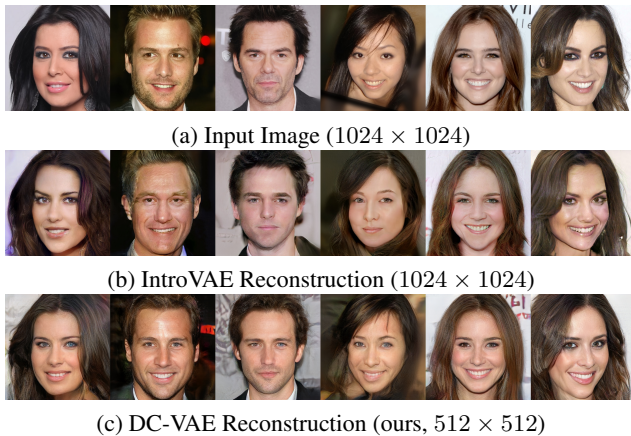 (a) Input Image (1024 × 1024)
(b) IntroVAE Reconstruction (1024 × 1024)
(c) DC-VAE Reconstruction (ours, 512 × 512)